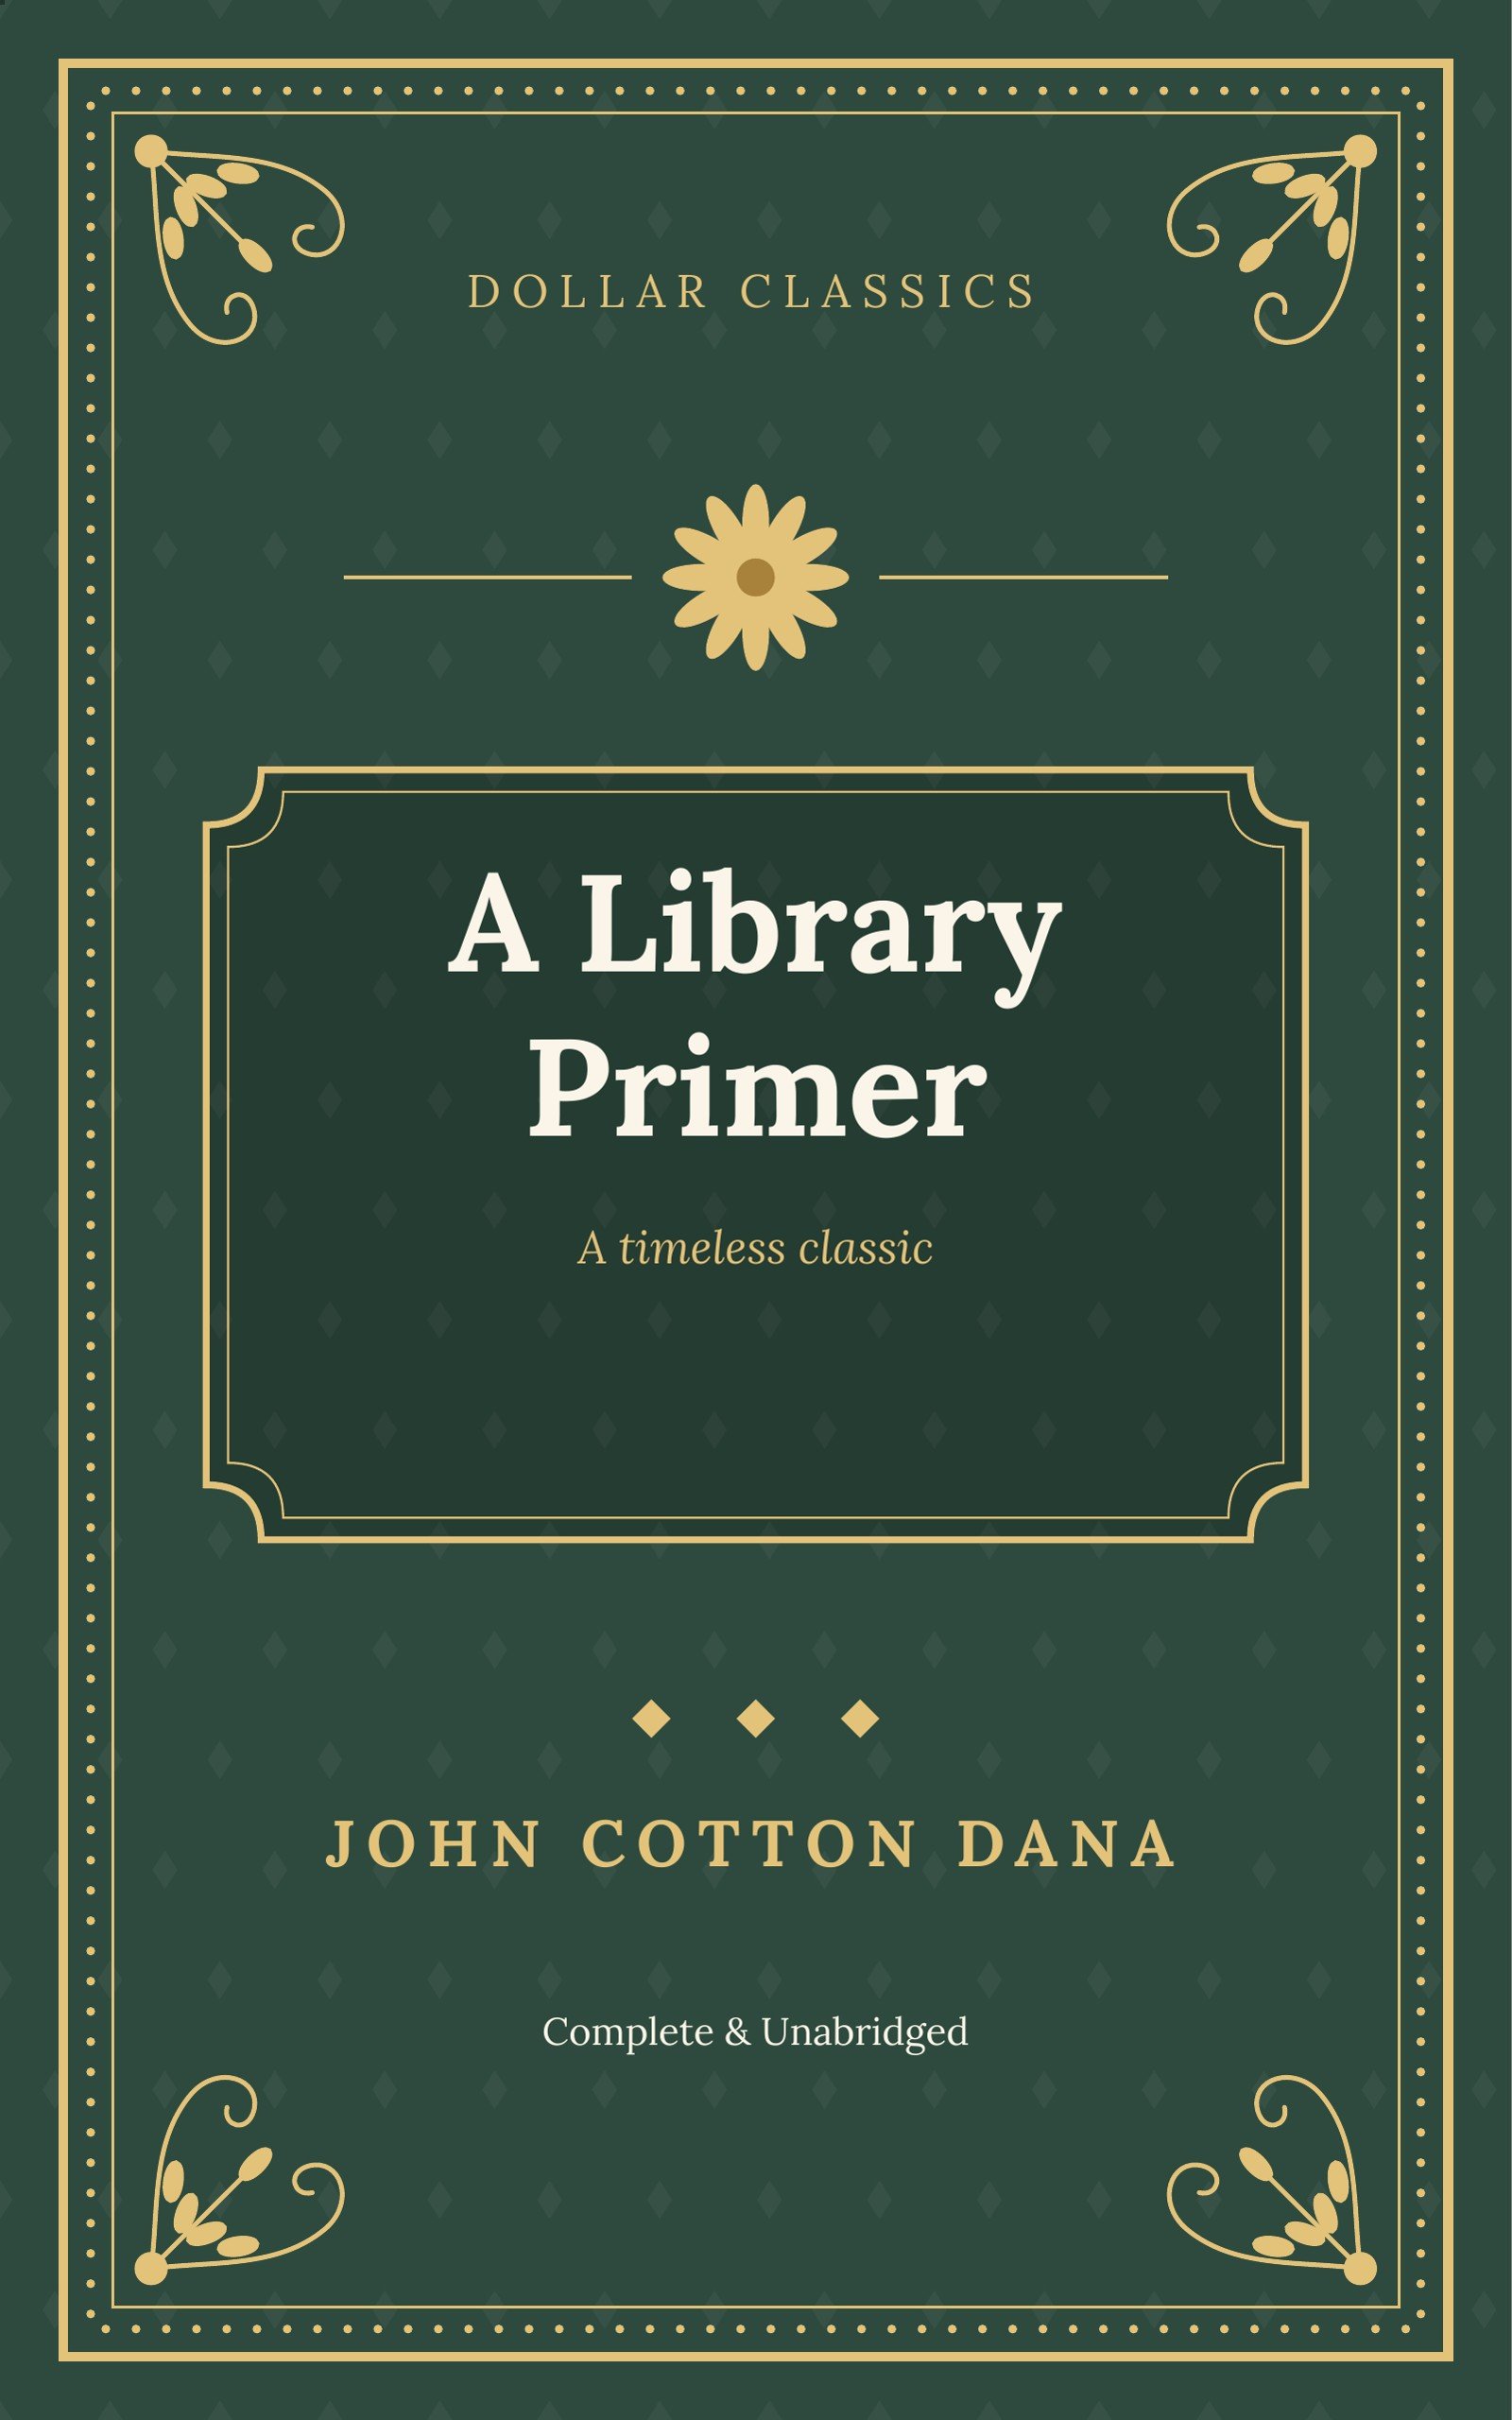 DOLLAR CLASSICS
A Library
Primer
A timeless classic
JOHN COTTON DANA
Complete & Unabridged